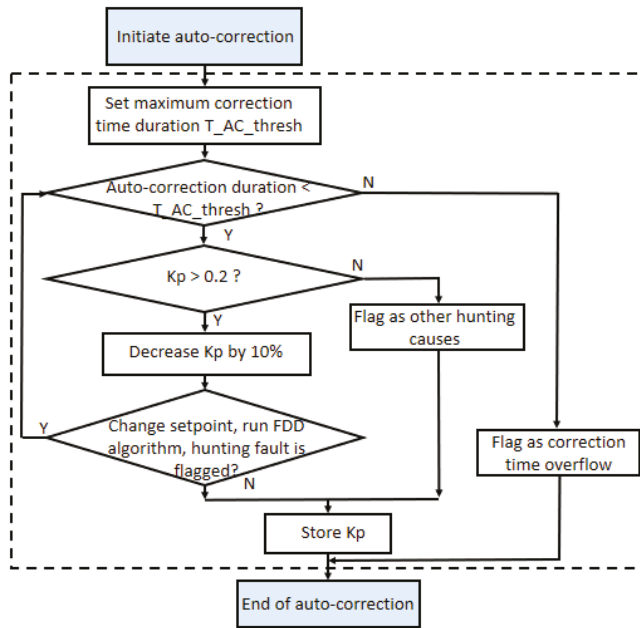 Initiate auto-correction
Set maximum correction
time duration T_AC_thresh
Auto-correction duration <
T_AC_thresh ?
N
Y
Kp > 0.2 ?
N
Y
Flag as other hunting
causes
Decrease Kp by 10%
Y
Change setpoint, run FDD
algorithm, hunting fault is
flagged?
N
Flag as correction
time overflow
Store Kp
End of auto-correction